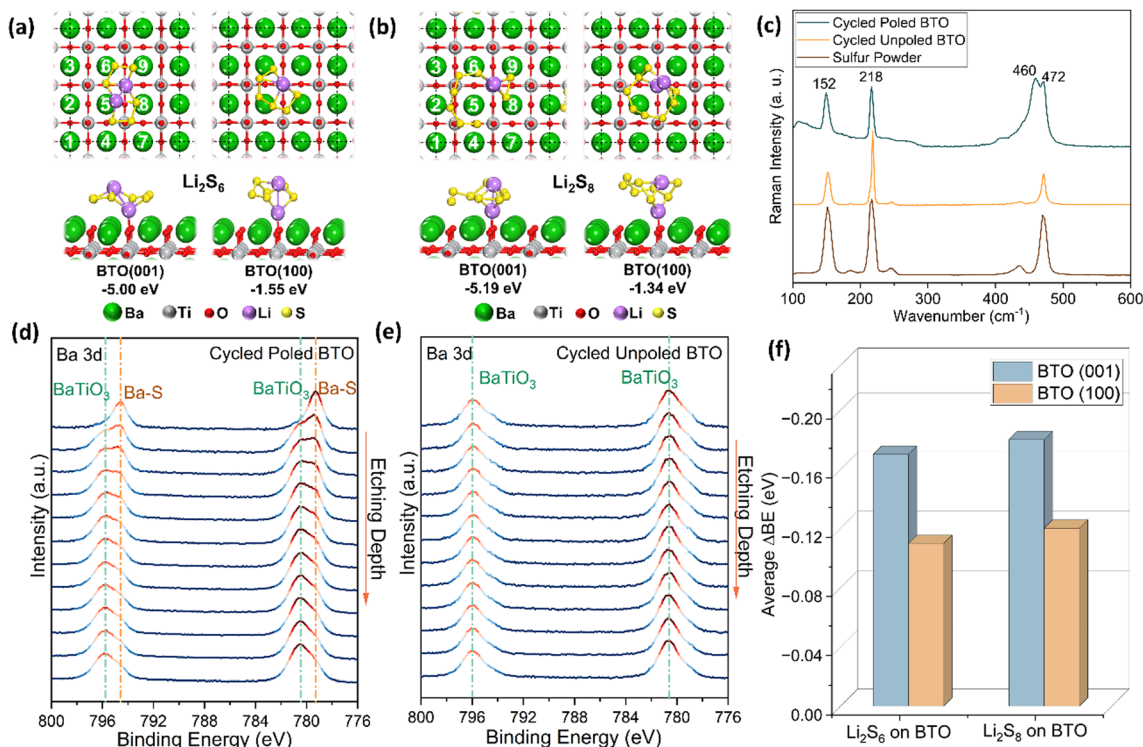 (a)
3 6 9
2 5 8
1 4 7
Li₂S₆
BTO(001)
-5.00 eV
BTO(100)
-1.55 eV
Ba Ti O Li S
(b)
3 6 9
2 5 8
1 4 7
Li₂S₈
BTO(001)
-5.19 eV
BTO(100)
-1.34 eV
Ba Ti O Li S
(c)
Cycled Poled BTO
Cycled Unpoled BTO
Sulfur Powder
152
218
460
472
Raman Intensity (a. u.)
100 200 300 400 500 600
Wavenumber (cm⁻¹)
(d)
Ba 3d
Cycled Poled BTO
BaTiO₃
Ba-S
BaTiO₃
Ba-S
Intensity (a.u.)
Etching Depth
800 796 792 788 784 780 776
Binding Energy (eV)
(e)
Ba 3d
Cycled Unpoled BTO
BaTiO₃
BaTiO₃
Intensity (a.u.)
Etching Depth
800 796 792 788 784 780 776
Binding Energy (eV)
(f)
BTO (001)
BTO (100)
Average ΔBE (eV)
-0.20
-0.16
-0.12
-0.08
-0.04
0.00
Li₂S₆ on BTO
Li₂S₈ on BTO